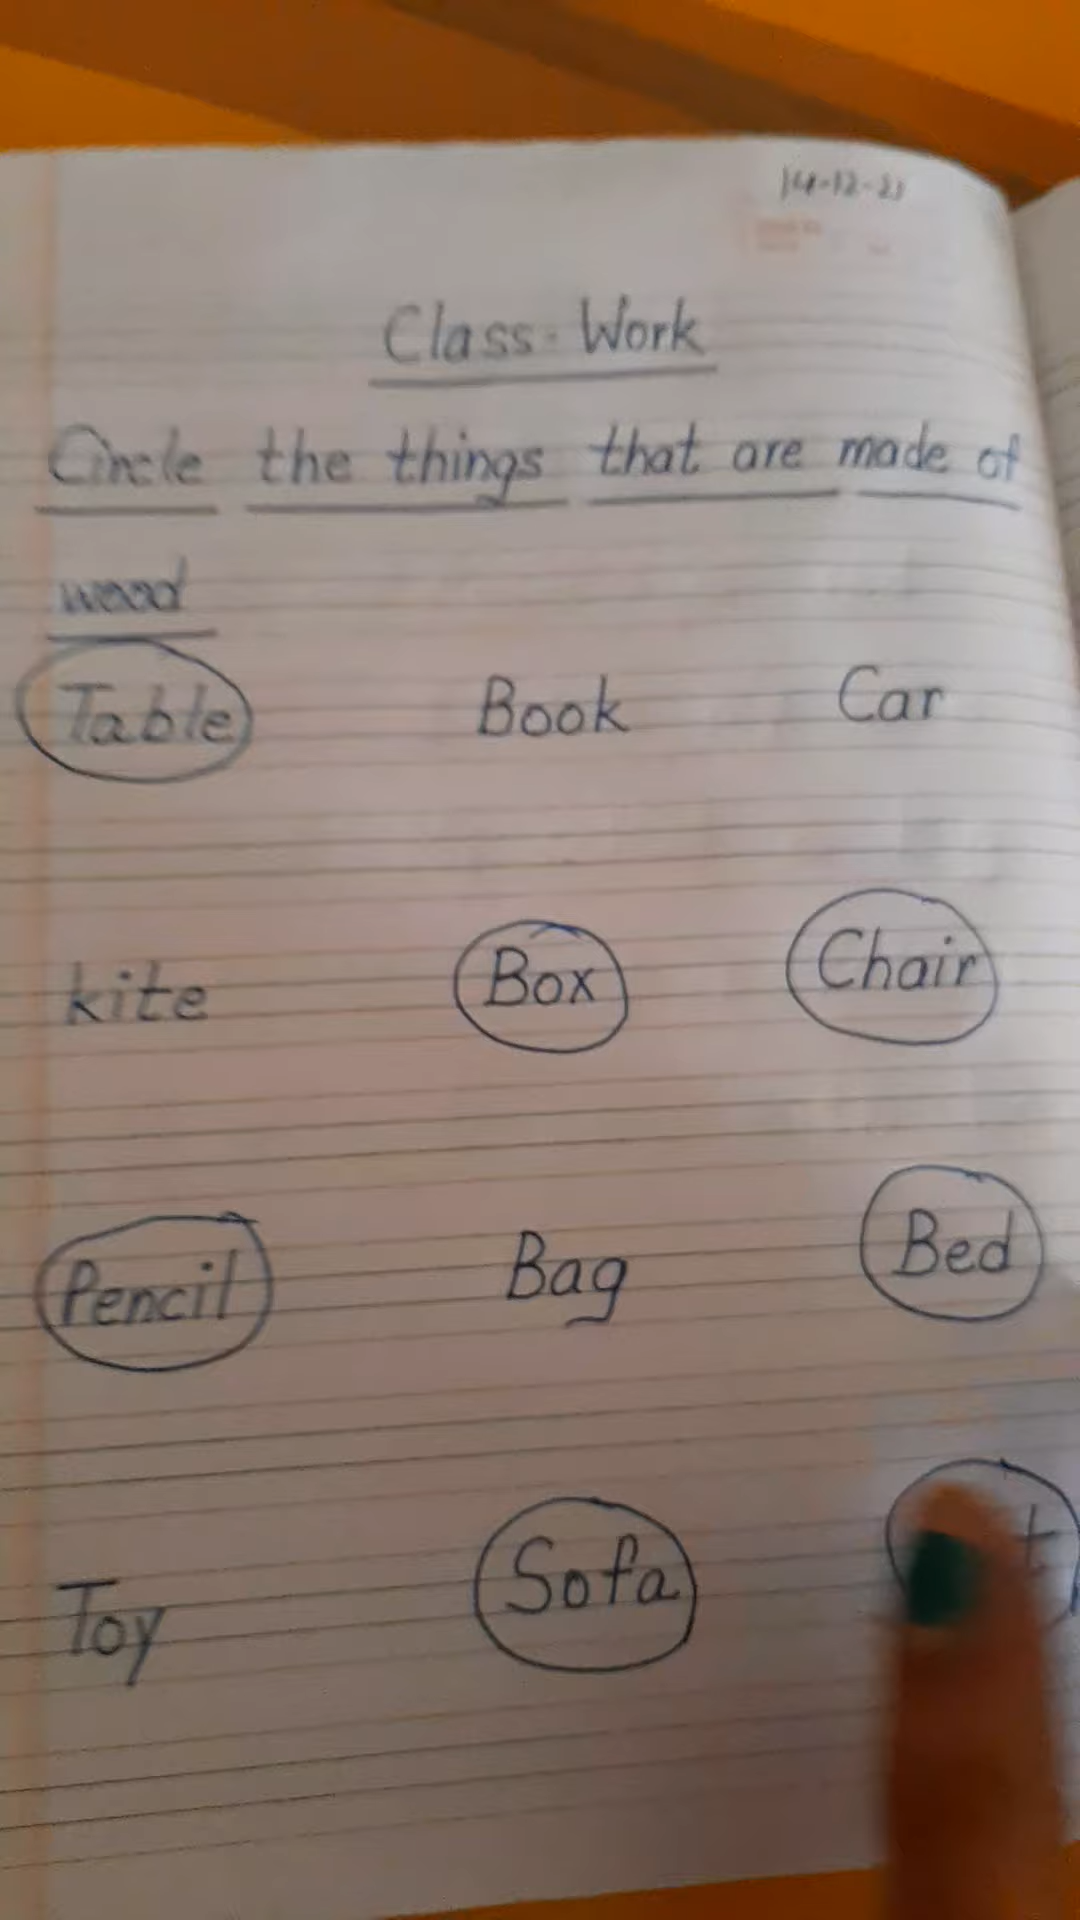 14-12-21
Class-Work
Circle the things that are made of
wood
Table Book Car
kite Box Chair
Pencil Bag Bed
Toy Sofa